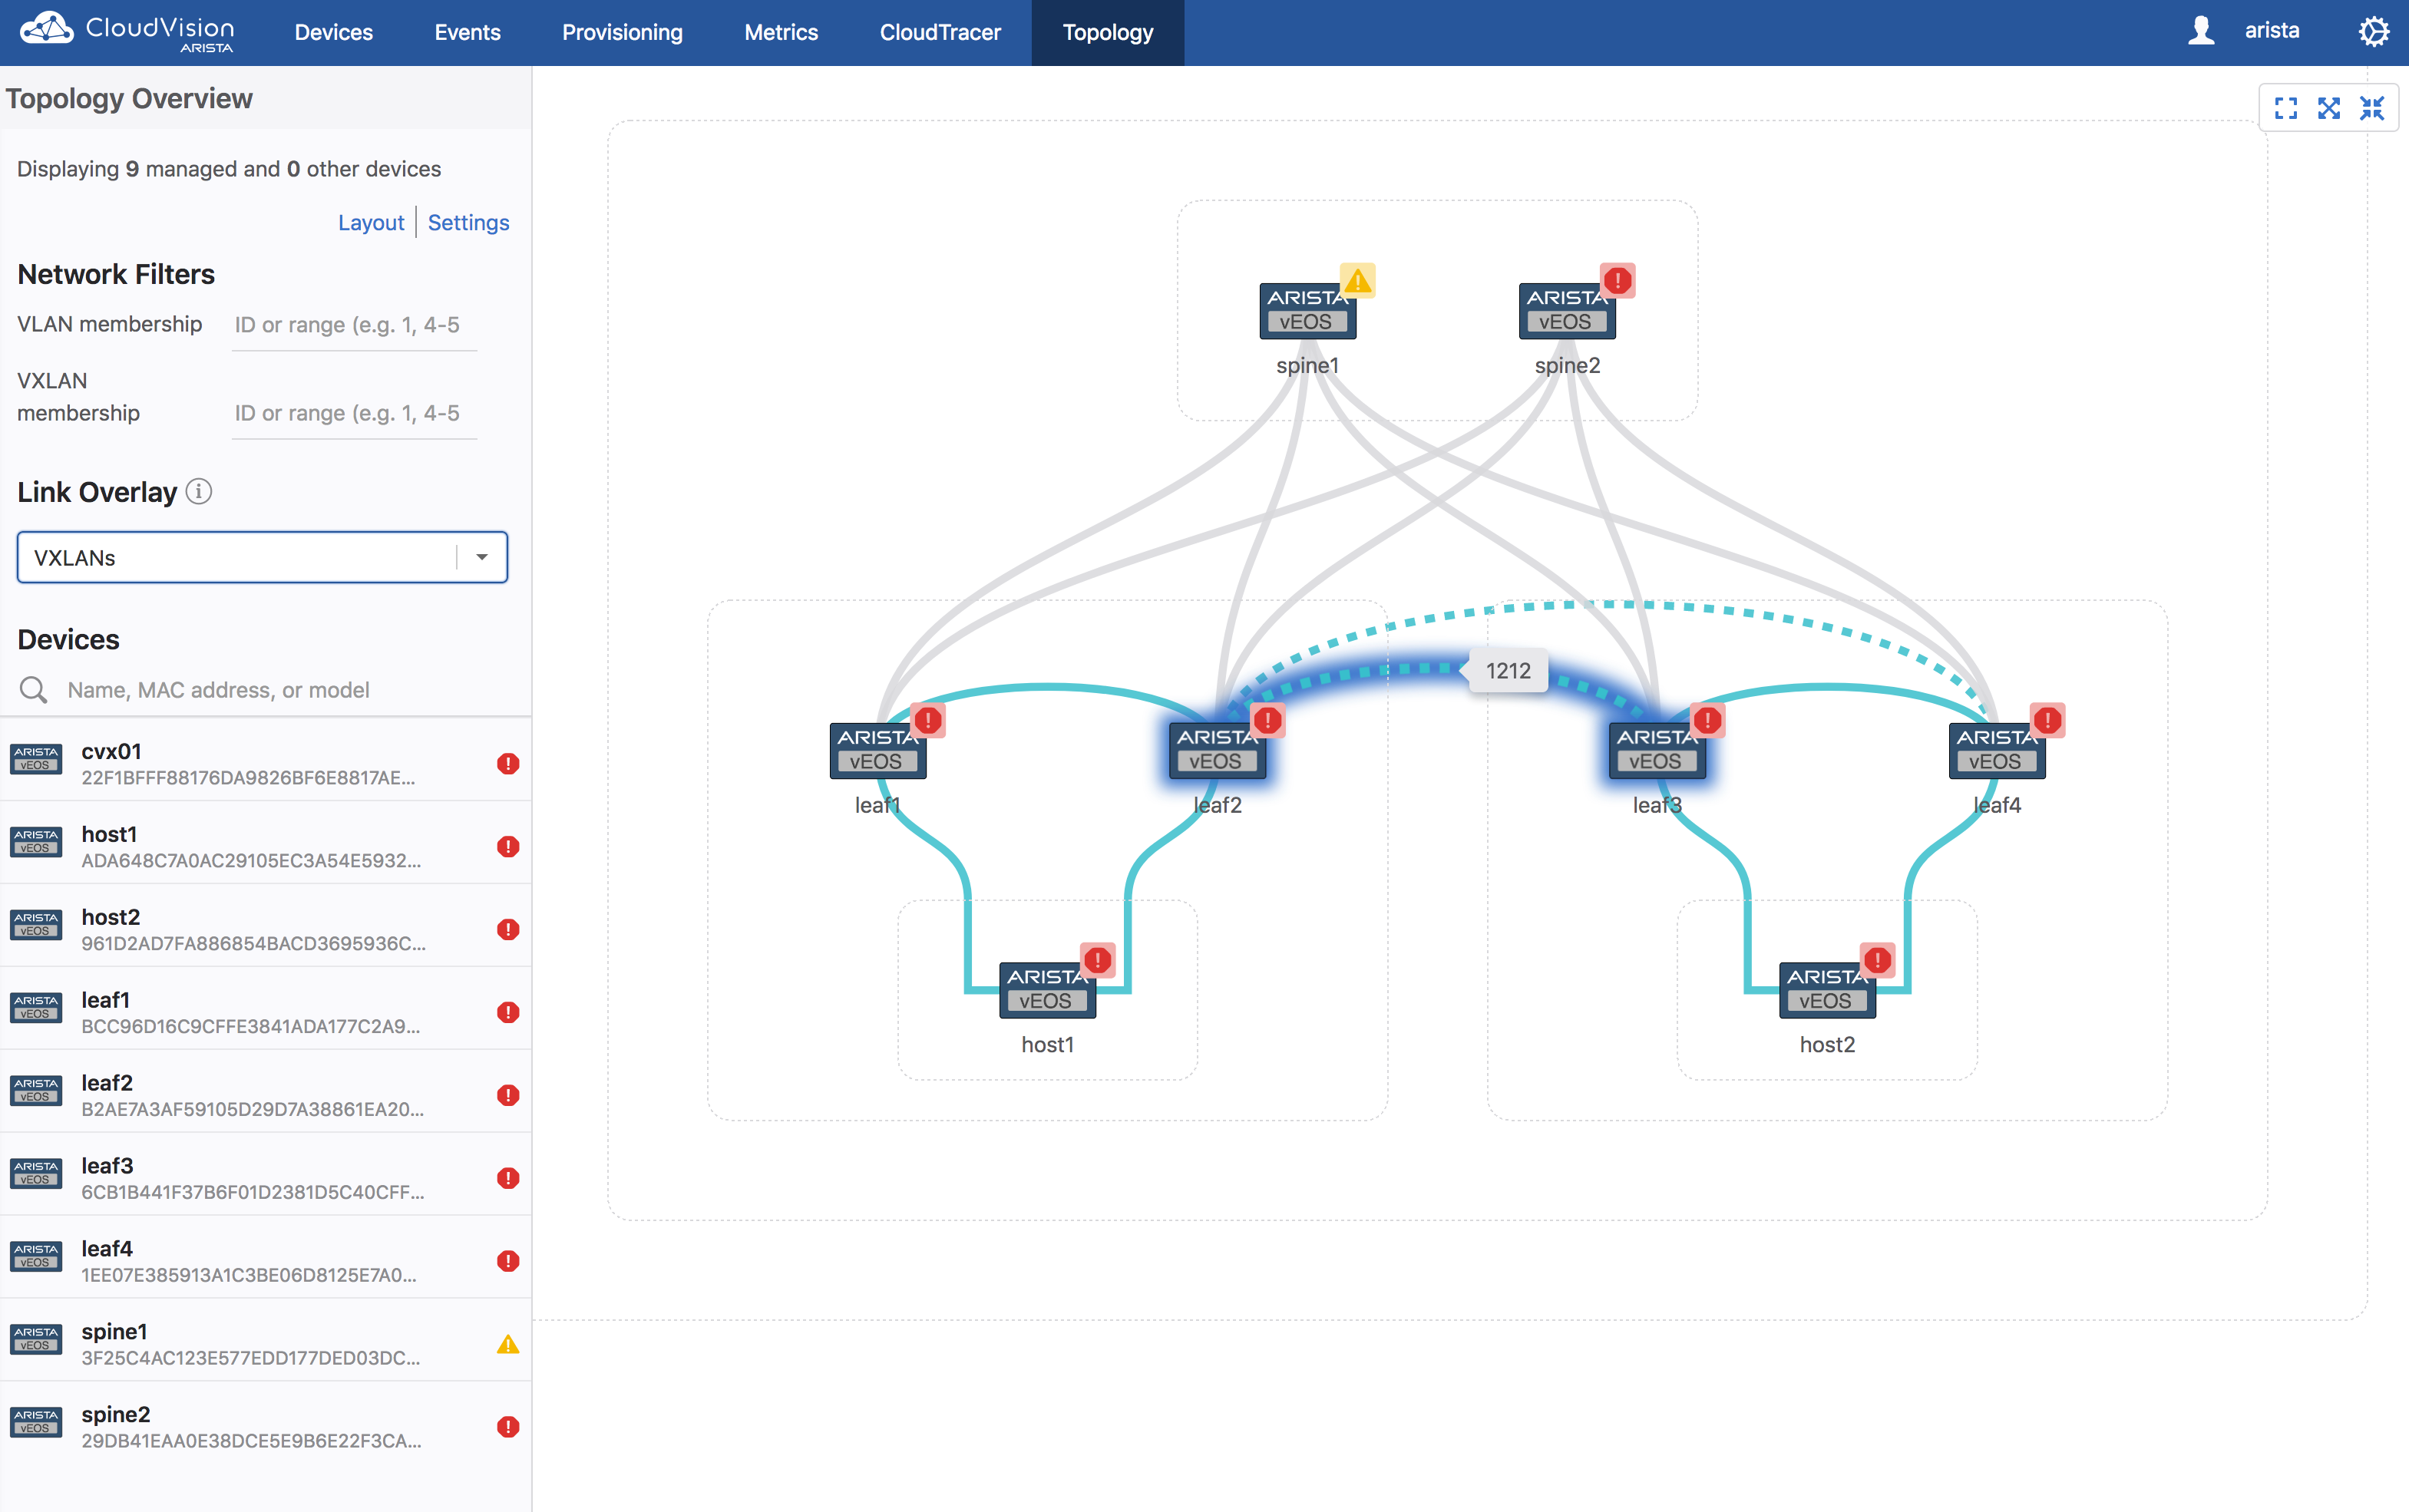 CloudVision
ARISTA
Devices
Events
Provisioning
Metrics
CloudTracer
Topology
arista
Topology Overview
Displaying 9 managed and 0 other devices
Layout
Settings
Network Filters
VLAN membership
ID or range (e.g. 1, 4-5
VXLAN
membership
ID or range (e.g. 1, 4-5
Link Overlay
VXLANs
Devices
Name, MAC address, or model
ARISTA
vEOS
cvx01
22F1BFFF88176DA9826BF6E8817AE...
ARISTA
vEOS
host1
ADA648C7A0AC29105EC3A54E5932...
ARISTA
vEOS
host2
961D2AD7FA886854BACD3695936C...
ARISTA
vEOS
leaf1
BCC96D16C9CFFE3841ADA177C2A9...
ARISTA
vEOS
leaf2
B2AE7A3AF59105D29D7A38861EA20...
ARISTA
vEOS
leaf3
6CB1B441F37B6F01D2381D5C40CFF...
ARISTA
vEOS
leaf4
1EE07E385913A1C3BE06D8125E7A0...
ARISTA
vEOS
spine1
3F25C4AC123E577EDD177DED03DC...
ARISTA
vEOS
spine2
29DB41EAA0E38DCE5E9B6E22F3CA...
ARISTA
vEOS
spine1
ARISTA
vEOS
spine2
1212
ARISTA
vEOS
leaf1
ARISTA
vEOS
leaf2
ARISTA
vEOS
leaf3
ARISTA
vEOS
leaf4
ARISTA
vEOS
host1
ARISTA
vEOS
host2